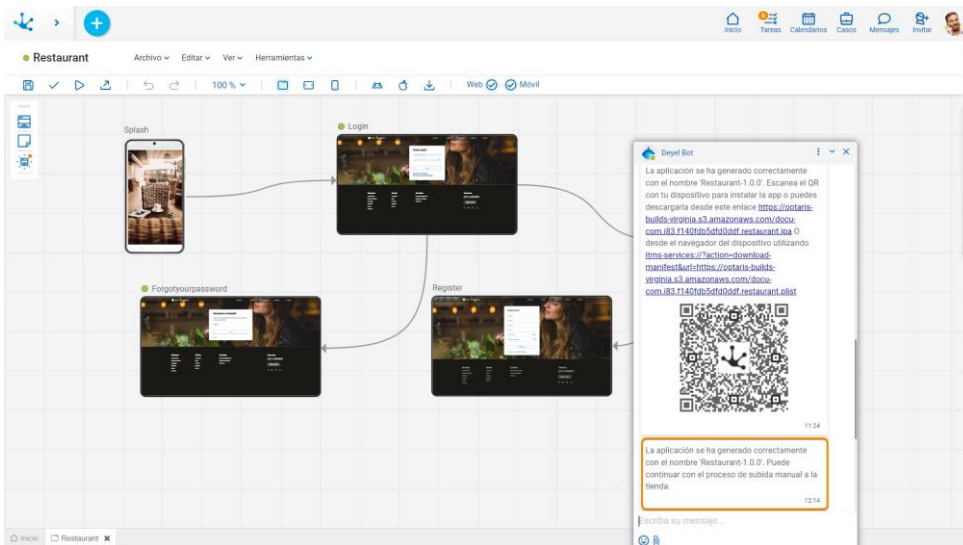 6
Inicio
Tareas
Calendarios
Casos
Mensajes
Invitar
Restaurant
Archivo
Editar
Ver
Herramientas
100 %
Web
Móvil
Splash
Login
Forgotyourpassword
Register
Deyel Bot
La aplicación se ha generado correctamente
con el nombre 'Restaurant-1.0.0'. Escanea el QR
con tu dispositivo para instalar la app o puedes
descargarla desde este enlace https://optaris-
builds-virginia.s3.amazonaws.com/docu-
com.i83.f140fdb5dfd0ddf.restaurant.ipa O
desde el navegador del dispositivo utilizando
itms-services://?action=download-
manifest&url=https://optaris-builds-
virginia.s3.amazonaws.com/docu-
com.i83.f140fdb5dfd0ddf.restaurant.plist
11:24
La aplicación se ha generado correctamente
con el nombre 'Restaurant-1.0.0'. Puede
continuar con el proceso de subida manual a la
tienda.
12:14
Escriba su mensaje...
Inicio
Restaurant